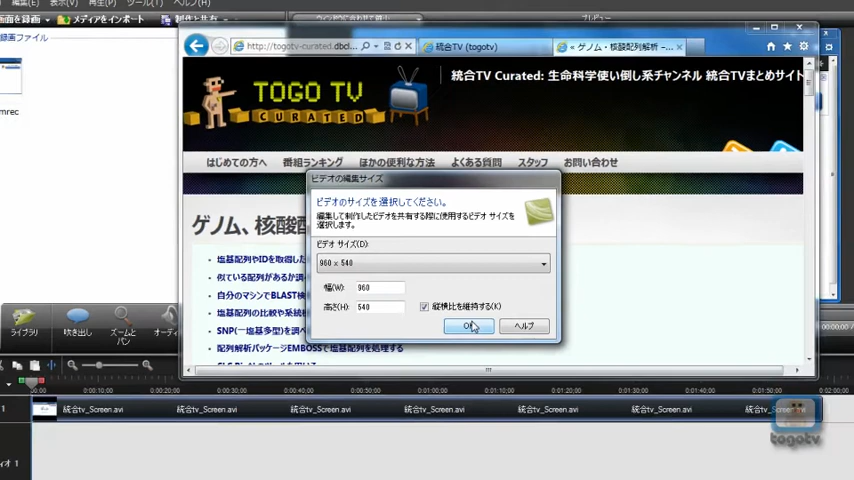 編集(E) 表示(V) 再生(P) ツール(T) ヘルプ(H)
画面を録画 メディアをインポート 制作と共有
プレビュー
録画ファイル
mrec
http://togotv-curated.dbcl
統合TV (togotv)
« ゲノム・核酸配列解析 –...
TOGO TV
CURATED
統合TV Curated: 生命科学使い倒し系チャンネル 統合TVまとめサイト
はじめての方へ 番組ランキング ほかの便利な方法 よくある質問 スタッフ お問い合わせ
ゲノム、核酸配
塩基配列やIDを取得した
似ている配列があるか調
自分のマシンでBLAST検
塩基配列の比較や系統
SNP(一塩基多型)を調べ
配列解析パッケージEMBOSSで塩基配列を処理する
ビデオの編集サイズ
ビデオのサイズを選択してください。
編集して制作したビデオを共有する際に使用するビデオ サイズを
選択します。
ビデオ サイズ(D):
960 x 540
幅(W): 960
高さ(H): 540
縦横比を維持する(K)
OK
ヘルプ
ライブラリ 吹き出し ズームと
パン
オーディ
0:00:00
00:00 0:00:10;00 0:00:20;00 0:00:30;00 0:00:40;00 0:00:50;00 0:01:00;00 0:01:10;00 0:01:20;00 0:01:30;00 0:01:40;00 0:01:50;00
統合tv_Screen.avi 統合tv_Screen.avi 統合tv_Screen.avi 統合tv_Screen.avi 統合tv_Screen.avi 統合tv_Screen.avi
togotv
ィオ 1